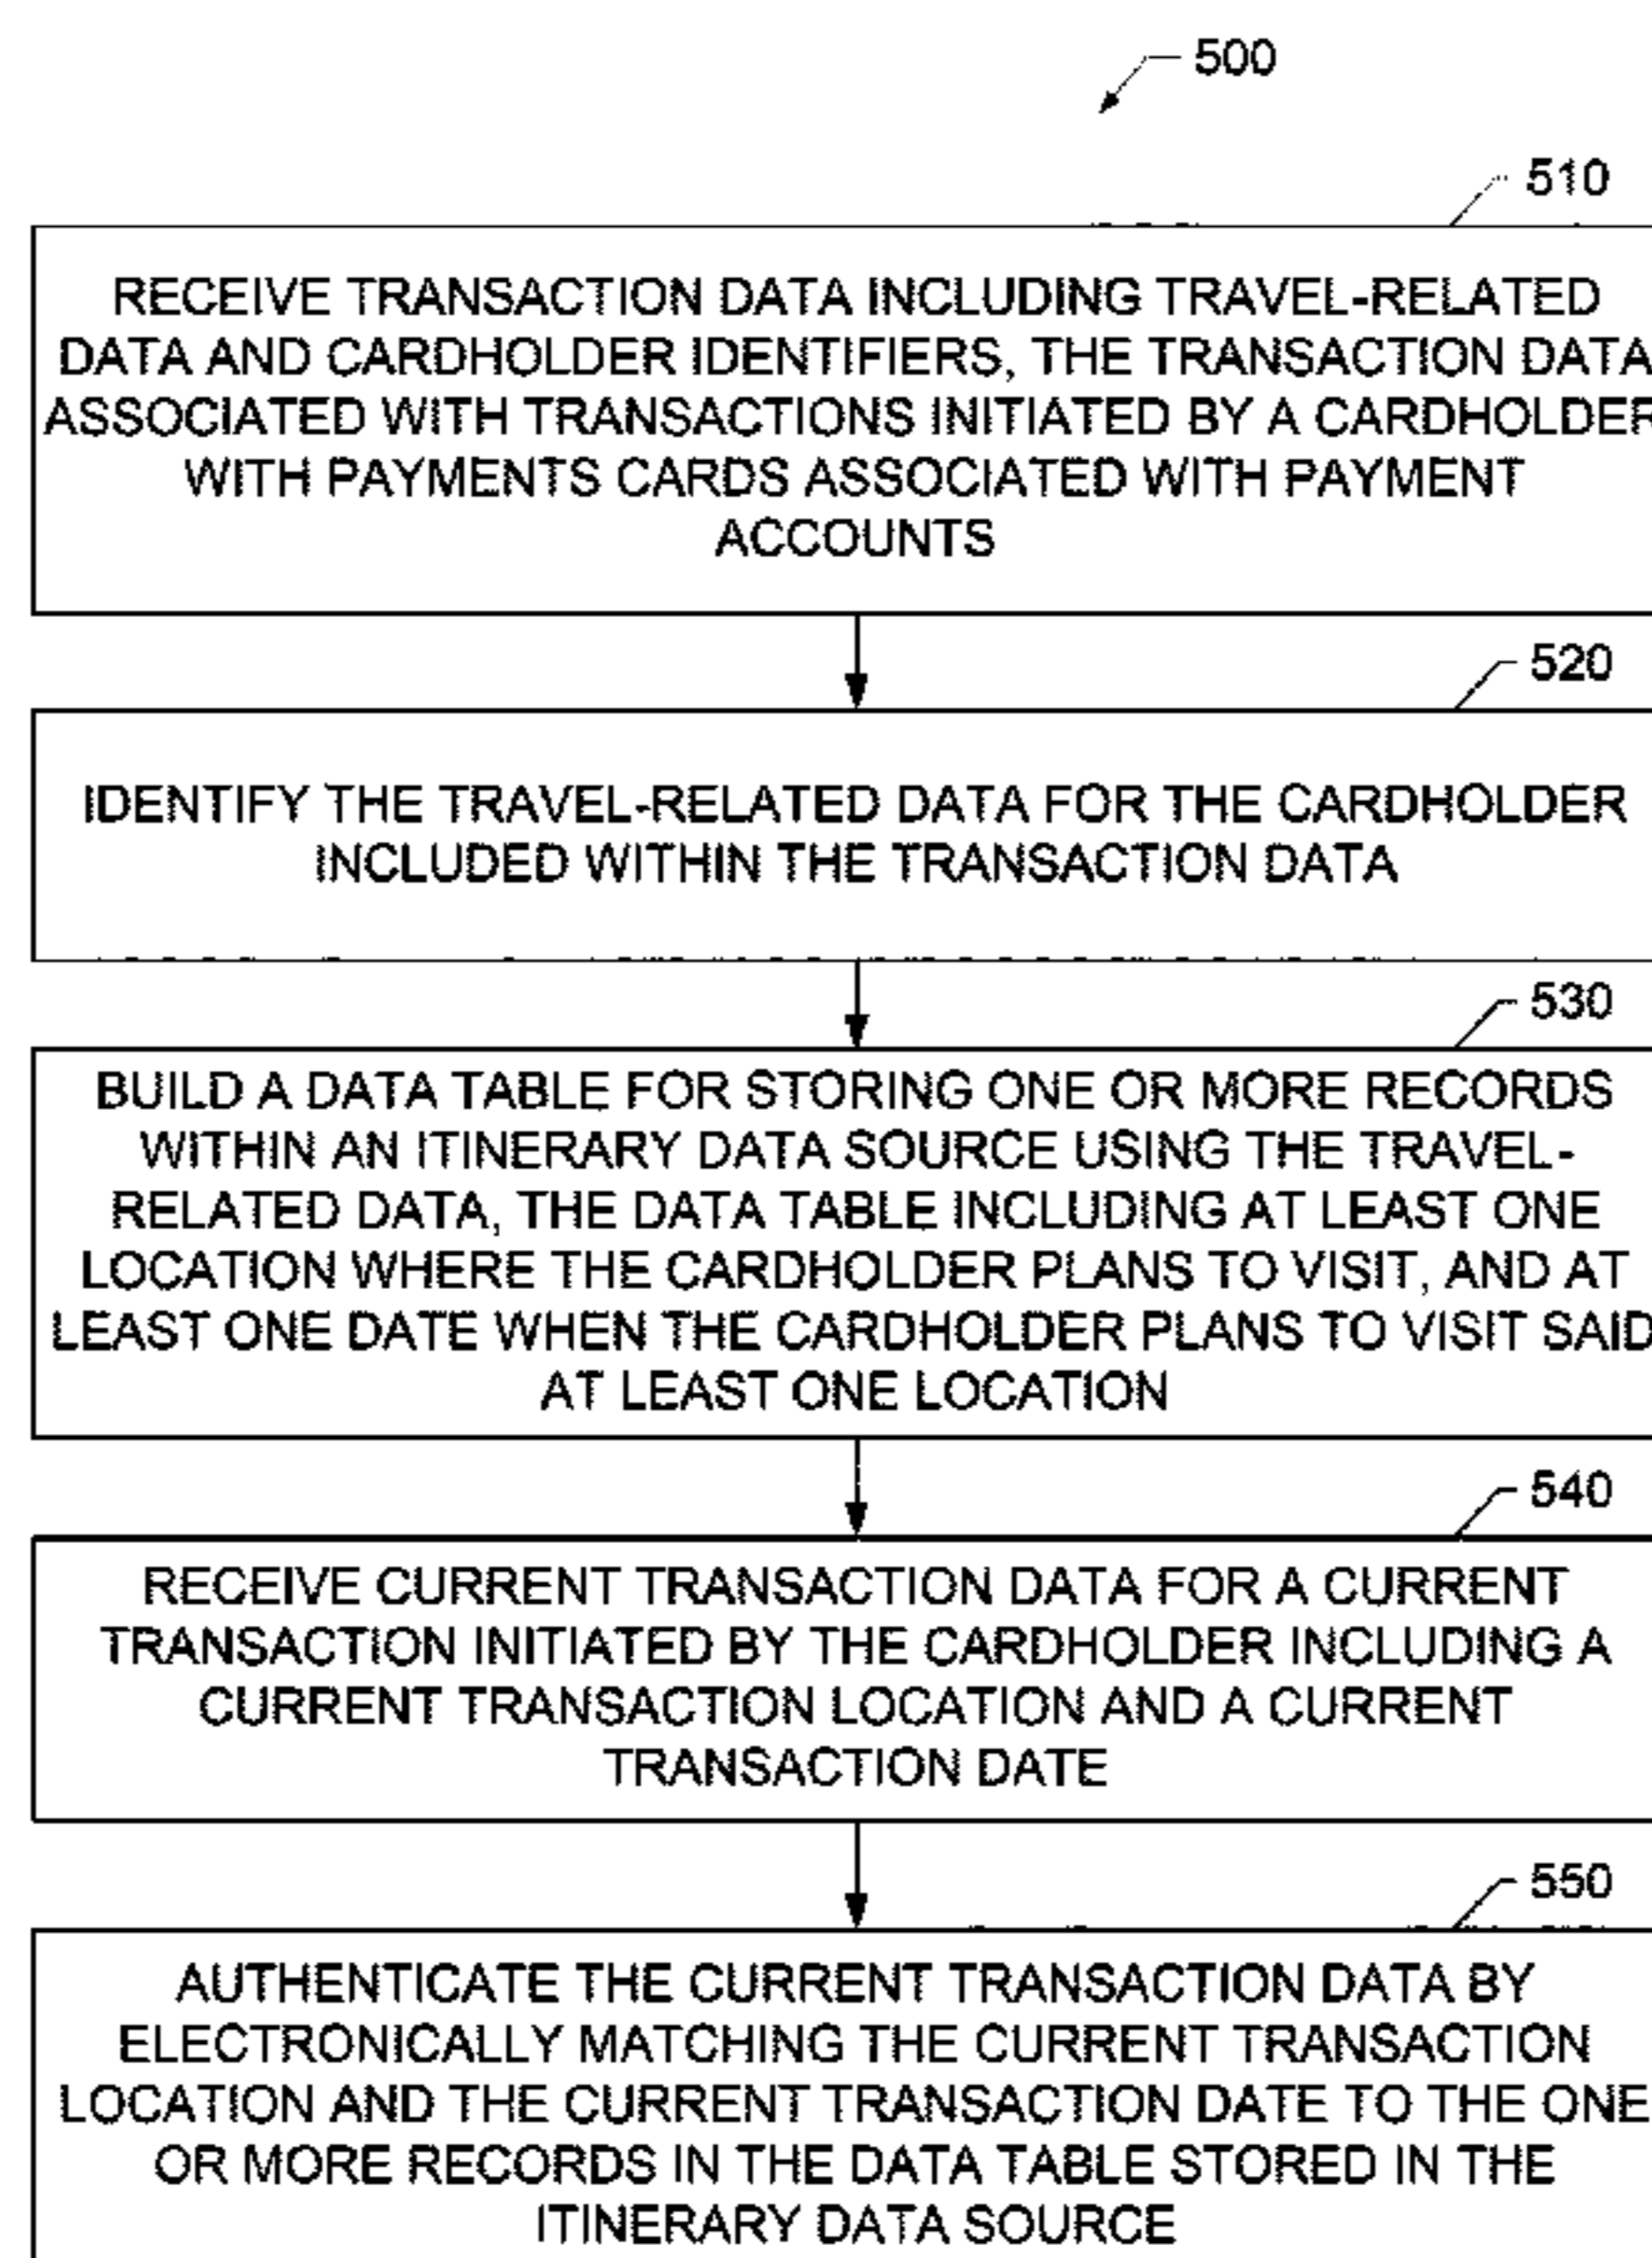 500
510
RECEIVE TRANSACTION DATA INCLUDING TRAVEL-RELATED
DATA AND CARDHOLDER IDENTIFIERS, THE TRANSACTION DATA
ASSOCIATED WITH TRANSACTIONS INITIATED BY A CARDHOLDER
WITH PAYMENTS CARDS ASSOCIATED WITH PAYMENT
ACCOUNTS
520
IDENTIFY THE TRAVEL-RELATED DATA FOR THE CARDHOLDER
INCLUDED WITHIN THE TRANSACTION DATA
530
BUILD A DATA TABLE FOR STORING ONE OR MORE RECORDS
WITHIN AN ITINERARY DATA SOURCE USING THE TRAVEL-
RELATED DATA, THE DATA TABLE INCLUDING AT LEAST ONE
LOCATION WHERE THE CARDHOLDER PLANS TO VISIT, AND AT
LEAST ONE DATE WHEN THE CARDHOLDER PLANS TO VISIT SAID
AT LEAST ONE LOCATION
540
RECEIVE CURRENT TRANSACTION DATA FOR A CURRENT
TRANSACTION INITIATED BY THE CARDHOLDER INCLUDING A
CURRENT TRANSACTION LOCATION AND A CURRENT
TRANSACTION DATE
550
AUTHENTICATE THE CURRENT TRANSACTION DATA BY
ELECTRONICALLY MATCHING THE CURRENT TRANSACTION
LOCATION AND THE CURRENT TRANSACTION DATE TO THE ONE
OR MORE RECORDS IN THE DATA TABLE STORED IN THE
ITINERARY DATA SOURCE